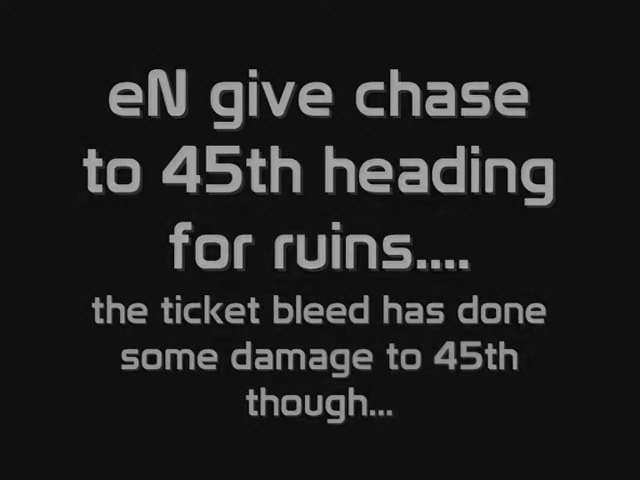 eN give chase
to 45th heading
for ruins....
the ticket bleed has done
some damage to 45th
though...